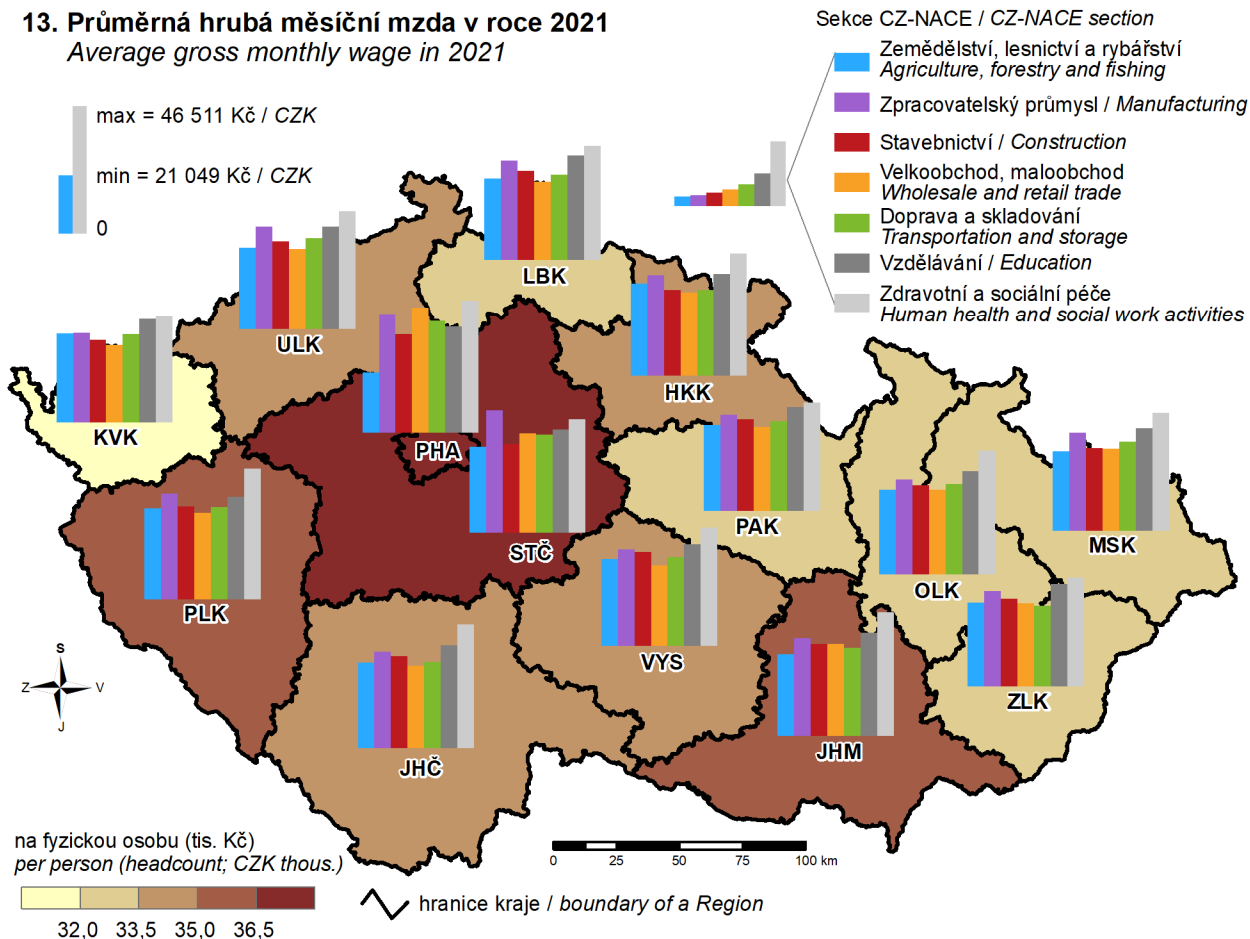 13. Průměrná hrubá měsíční mzda v roce 2021
Average gross monthly wage in 2021
max = 46 511 Kč / CZK
min = 21 049 Kč / CZK
0
Sekce CZ-NACE / CZ-NACE section
Zemědělství, lesnictví a rybářství
Agriculture, forestry and fishing
Zpracovatelský průmysl / Manufacturing
Stavebnictví / Construction
Velkoobchod, maloobchod
Wholesale and retail trade
Doprava a skladování
Transportation and storage
Vzdělávání / Education
Zdravotní a sociální péče
Human health and social work activities
LBK
ULK
HKK
KVK
PHA
PAK
STČ
MSK
OLK
PLK
VYS
ZLK
JHM
JHČ
S
Z
V
J
na fyzickou osobu (tis. Kč)
per person (headcount; CZK thous.)
32,0 33,5 35,0 36,5
hranice kraje / boundary of a Region
0 25 50 75 100 km